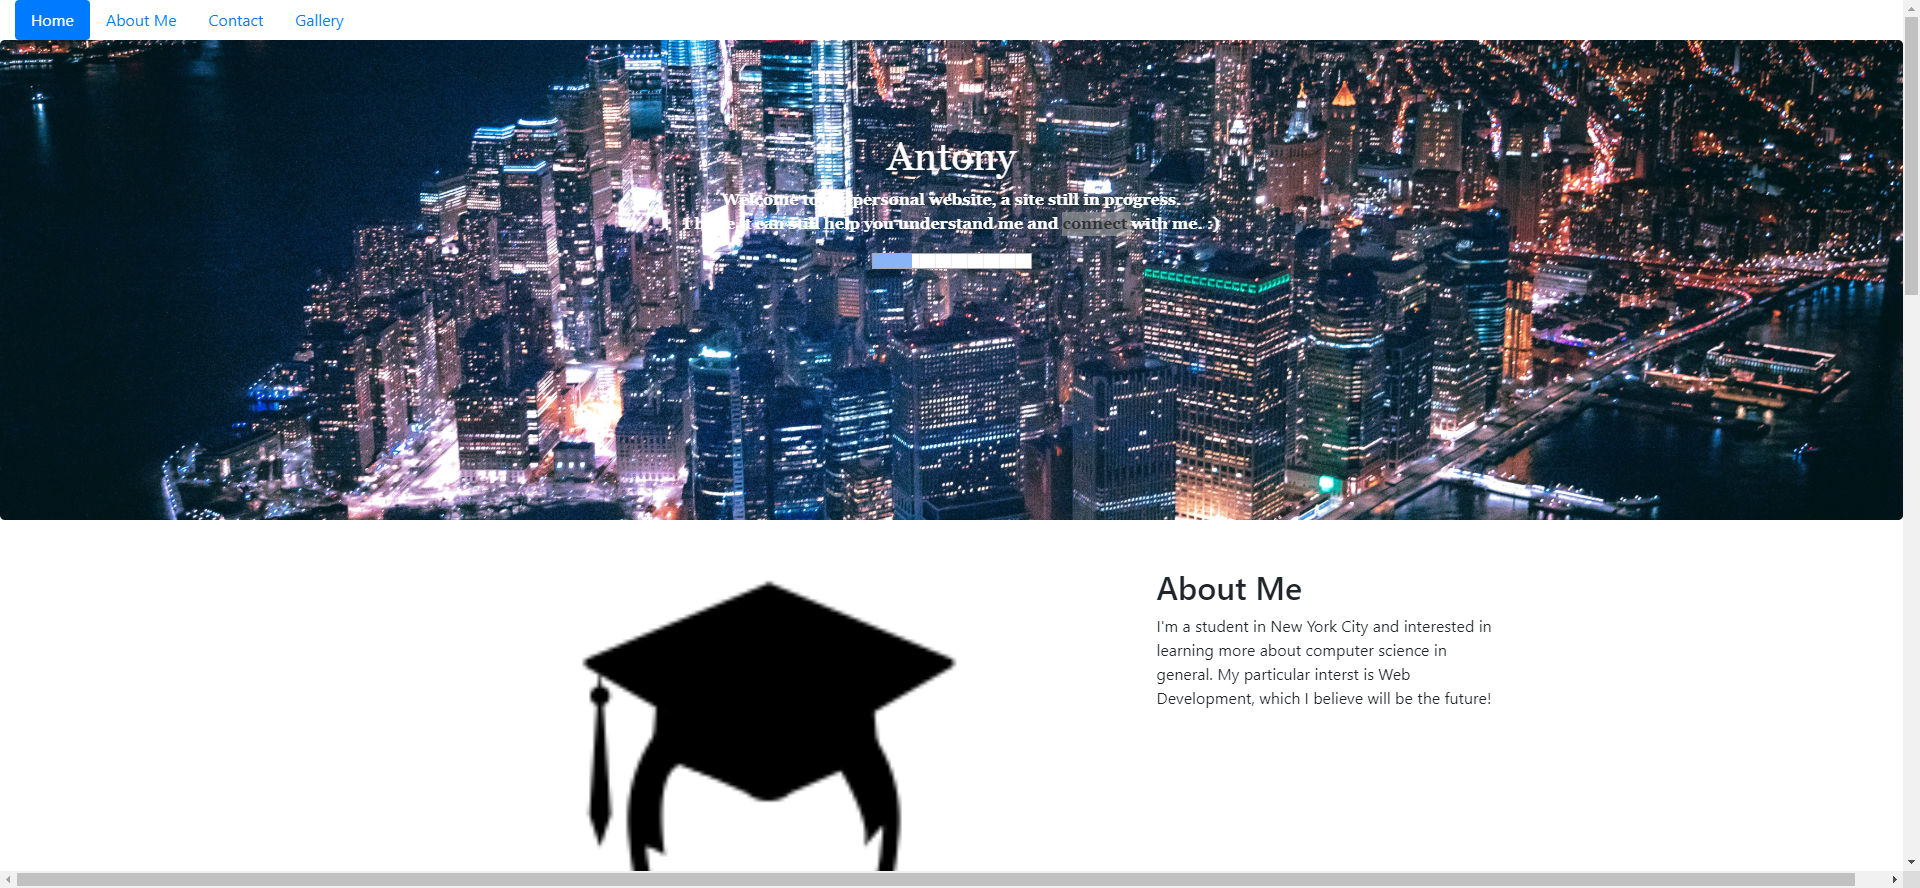 Home About Me Contact Gallery
Antony
Welcome to my personal website, a site still in progress.
I hope it can still help you understand me and connect with me. :)
About Me
I'm a student in New York City and interested in
learning more about computer science in
general. My particular interst is Web
Development, which I believe will be the future!